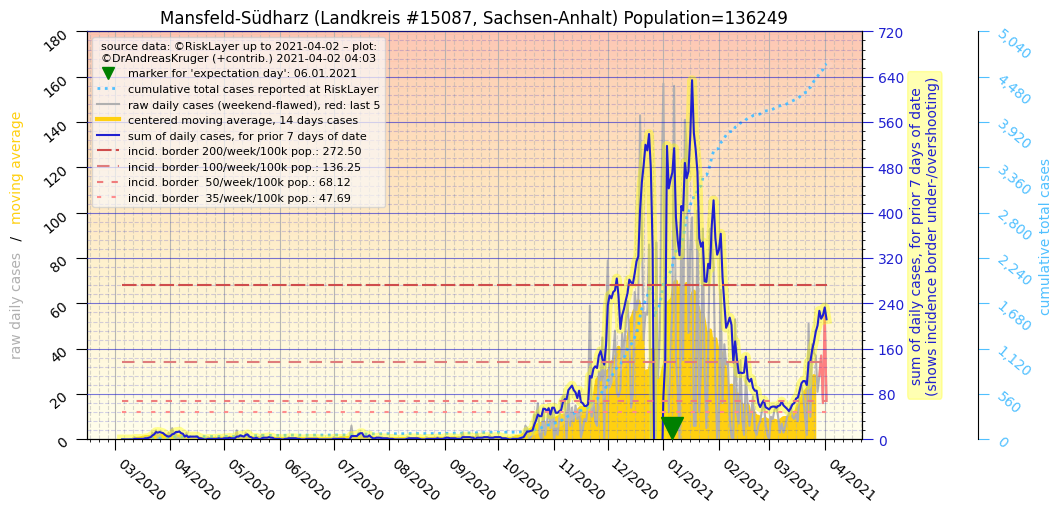 Mansfeld-Südharz (Landkreis #15087, Sachsen-Anhalt) Population=136249
source data: ©RiskLayer up to 2021-04-02 – plot:
©DrAndreasKruger (+contrib.) 2021-04-02 04:03
marker for 'expectation day': 06.01.2021
cumulative total cases reported at RiskLayer
raw daily cases (weekend-flawed), red: last 5
centered moving average, 14 days cases
sum of daily cases, for prior 7 days of date
incid. border 200/week/100k pop.: 272.50
incid. border 100/week/100k pop.: 136.25
incid. border  50/week/100k pop.: 68.12
incid. border  35/week/100k pop.: 47.69
raw daily cases / moving average
180
160
140
120
100
80
60
40
20
0
03/2020
04/2020
05/2020
06/2020
07/2020
08/2020
09/2020
10/2020
11/2020
12/2020
01/2021
02/2021
03/2021
04/2021
720
640
560
480
400
320
240
160
80
0
sum of daily cases, for prior 7 days of date
(shows incidence border under-/overshooting)
5,040
4,480
3,920
3,360
2,800
2,240
1,680
1,120
560
0
cumulative total cases